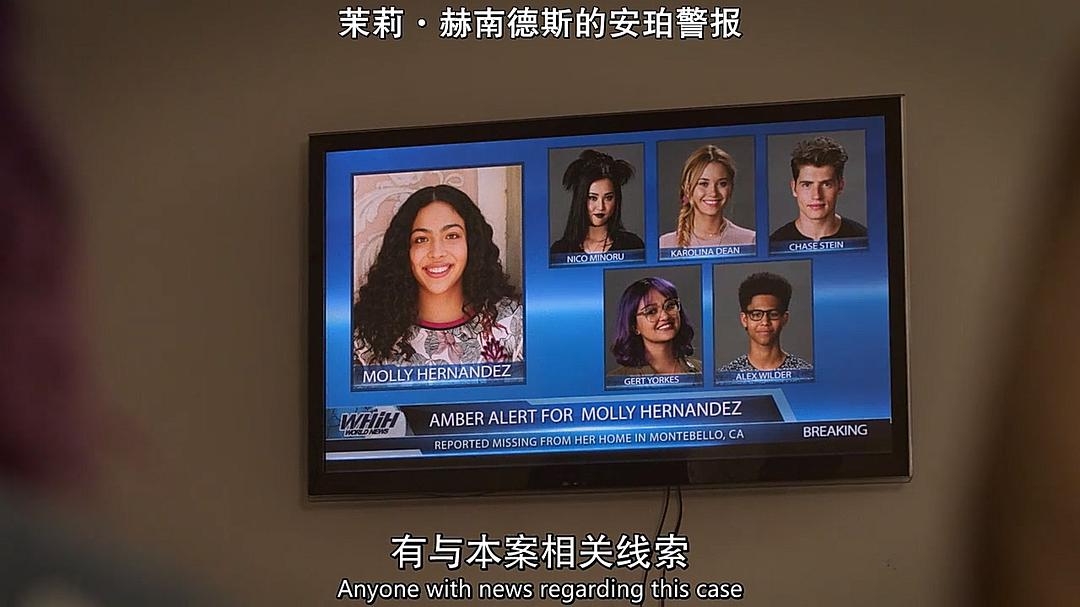 茉莉·赫南德斯的安珀警报
NICO MINORU
KAROLINA DEAN
CHASE STEIN
MOLLY HERNANDEZ
GERT YORKES
ALEX WILDER
WHiH
WORLD NEWS
AMBER ALERT FOR MOLLY HERNANDEZ
REPORTED MISSING FROM HER HOME IN MONTEBELLO, CA
BREAKING
有与本案相关线索
Anyone with news regarding this case